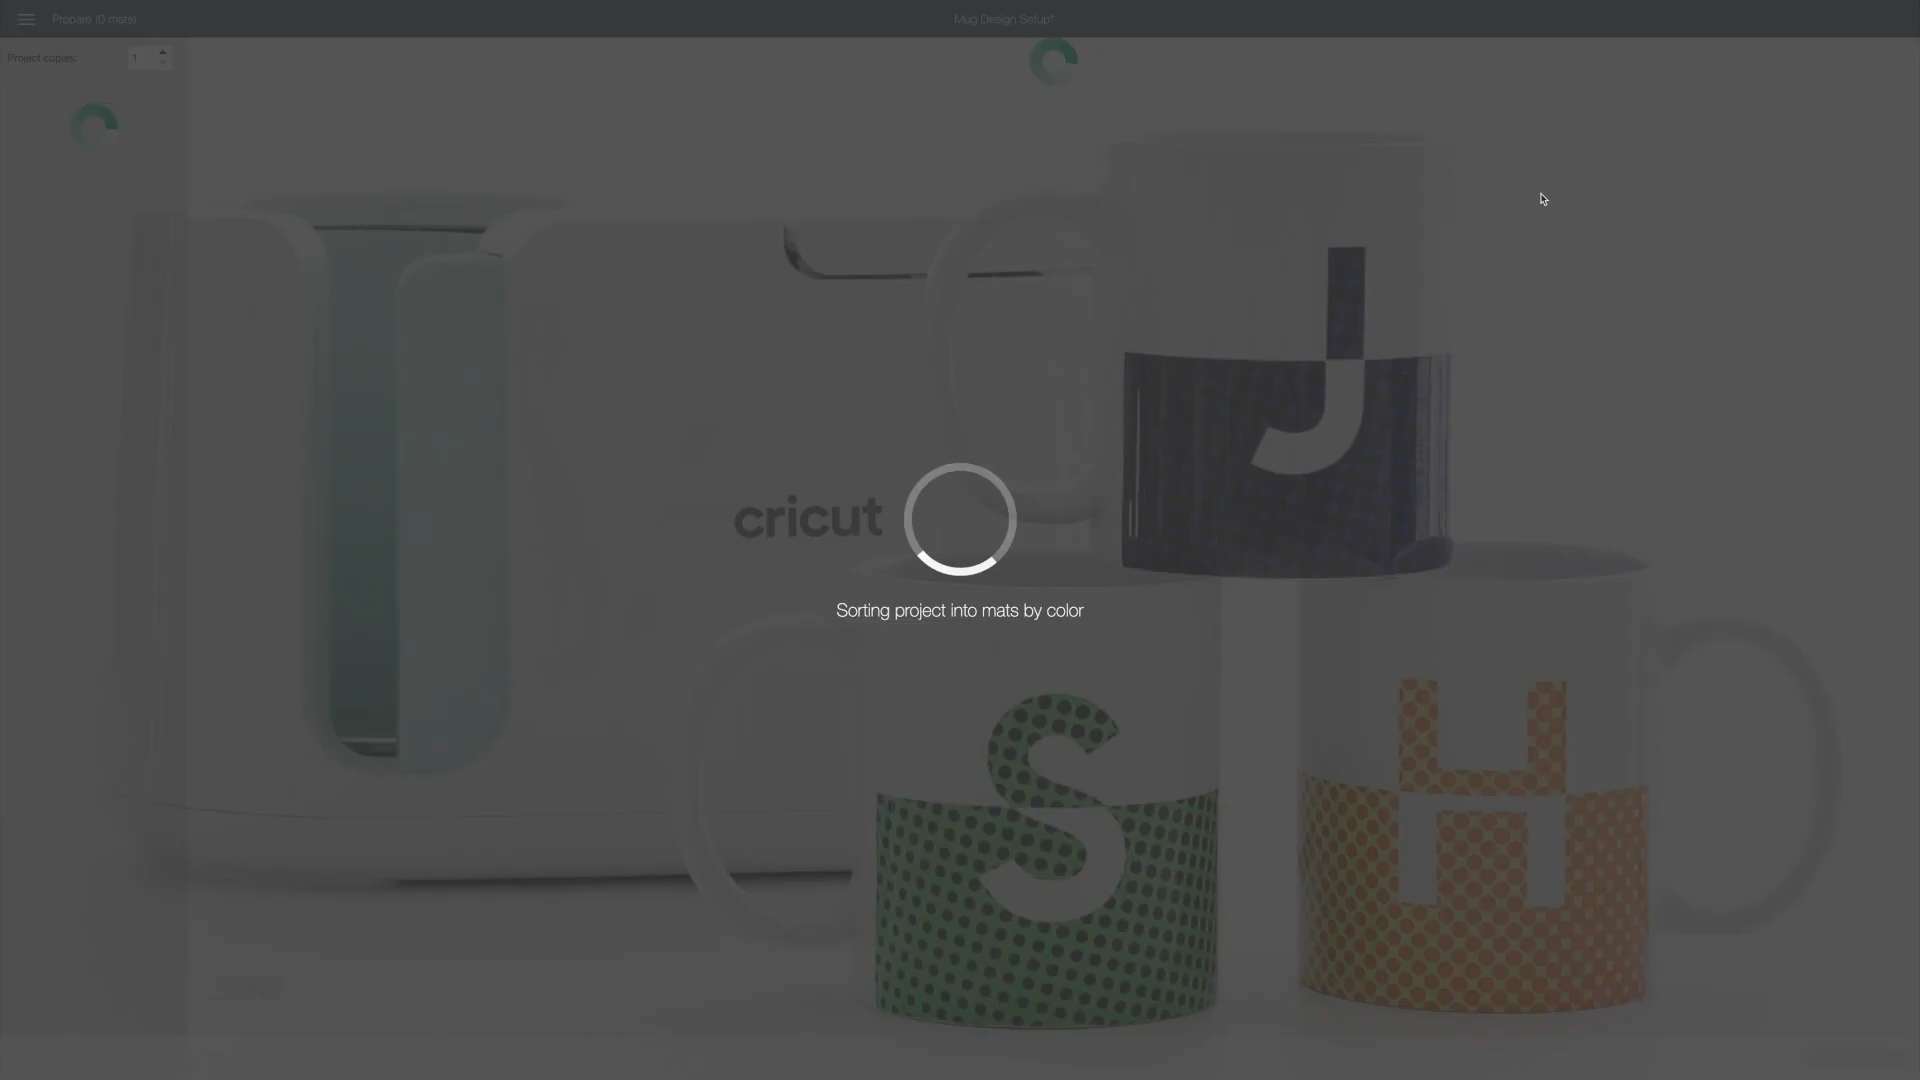 Prepare (0 mats)
Mug Design Setup*
Project copies:
1
J
cricut
Sorting project into mats by color
S
H